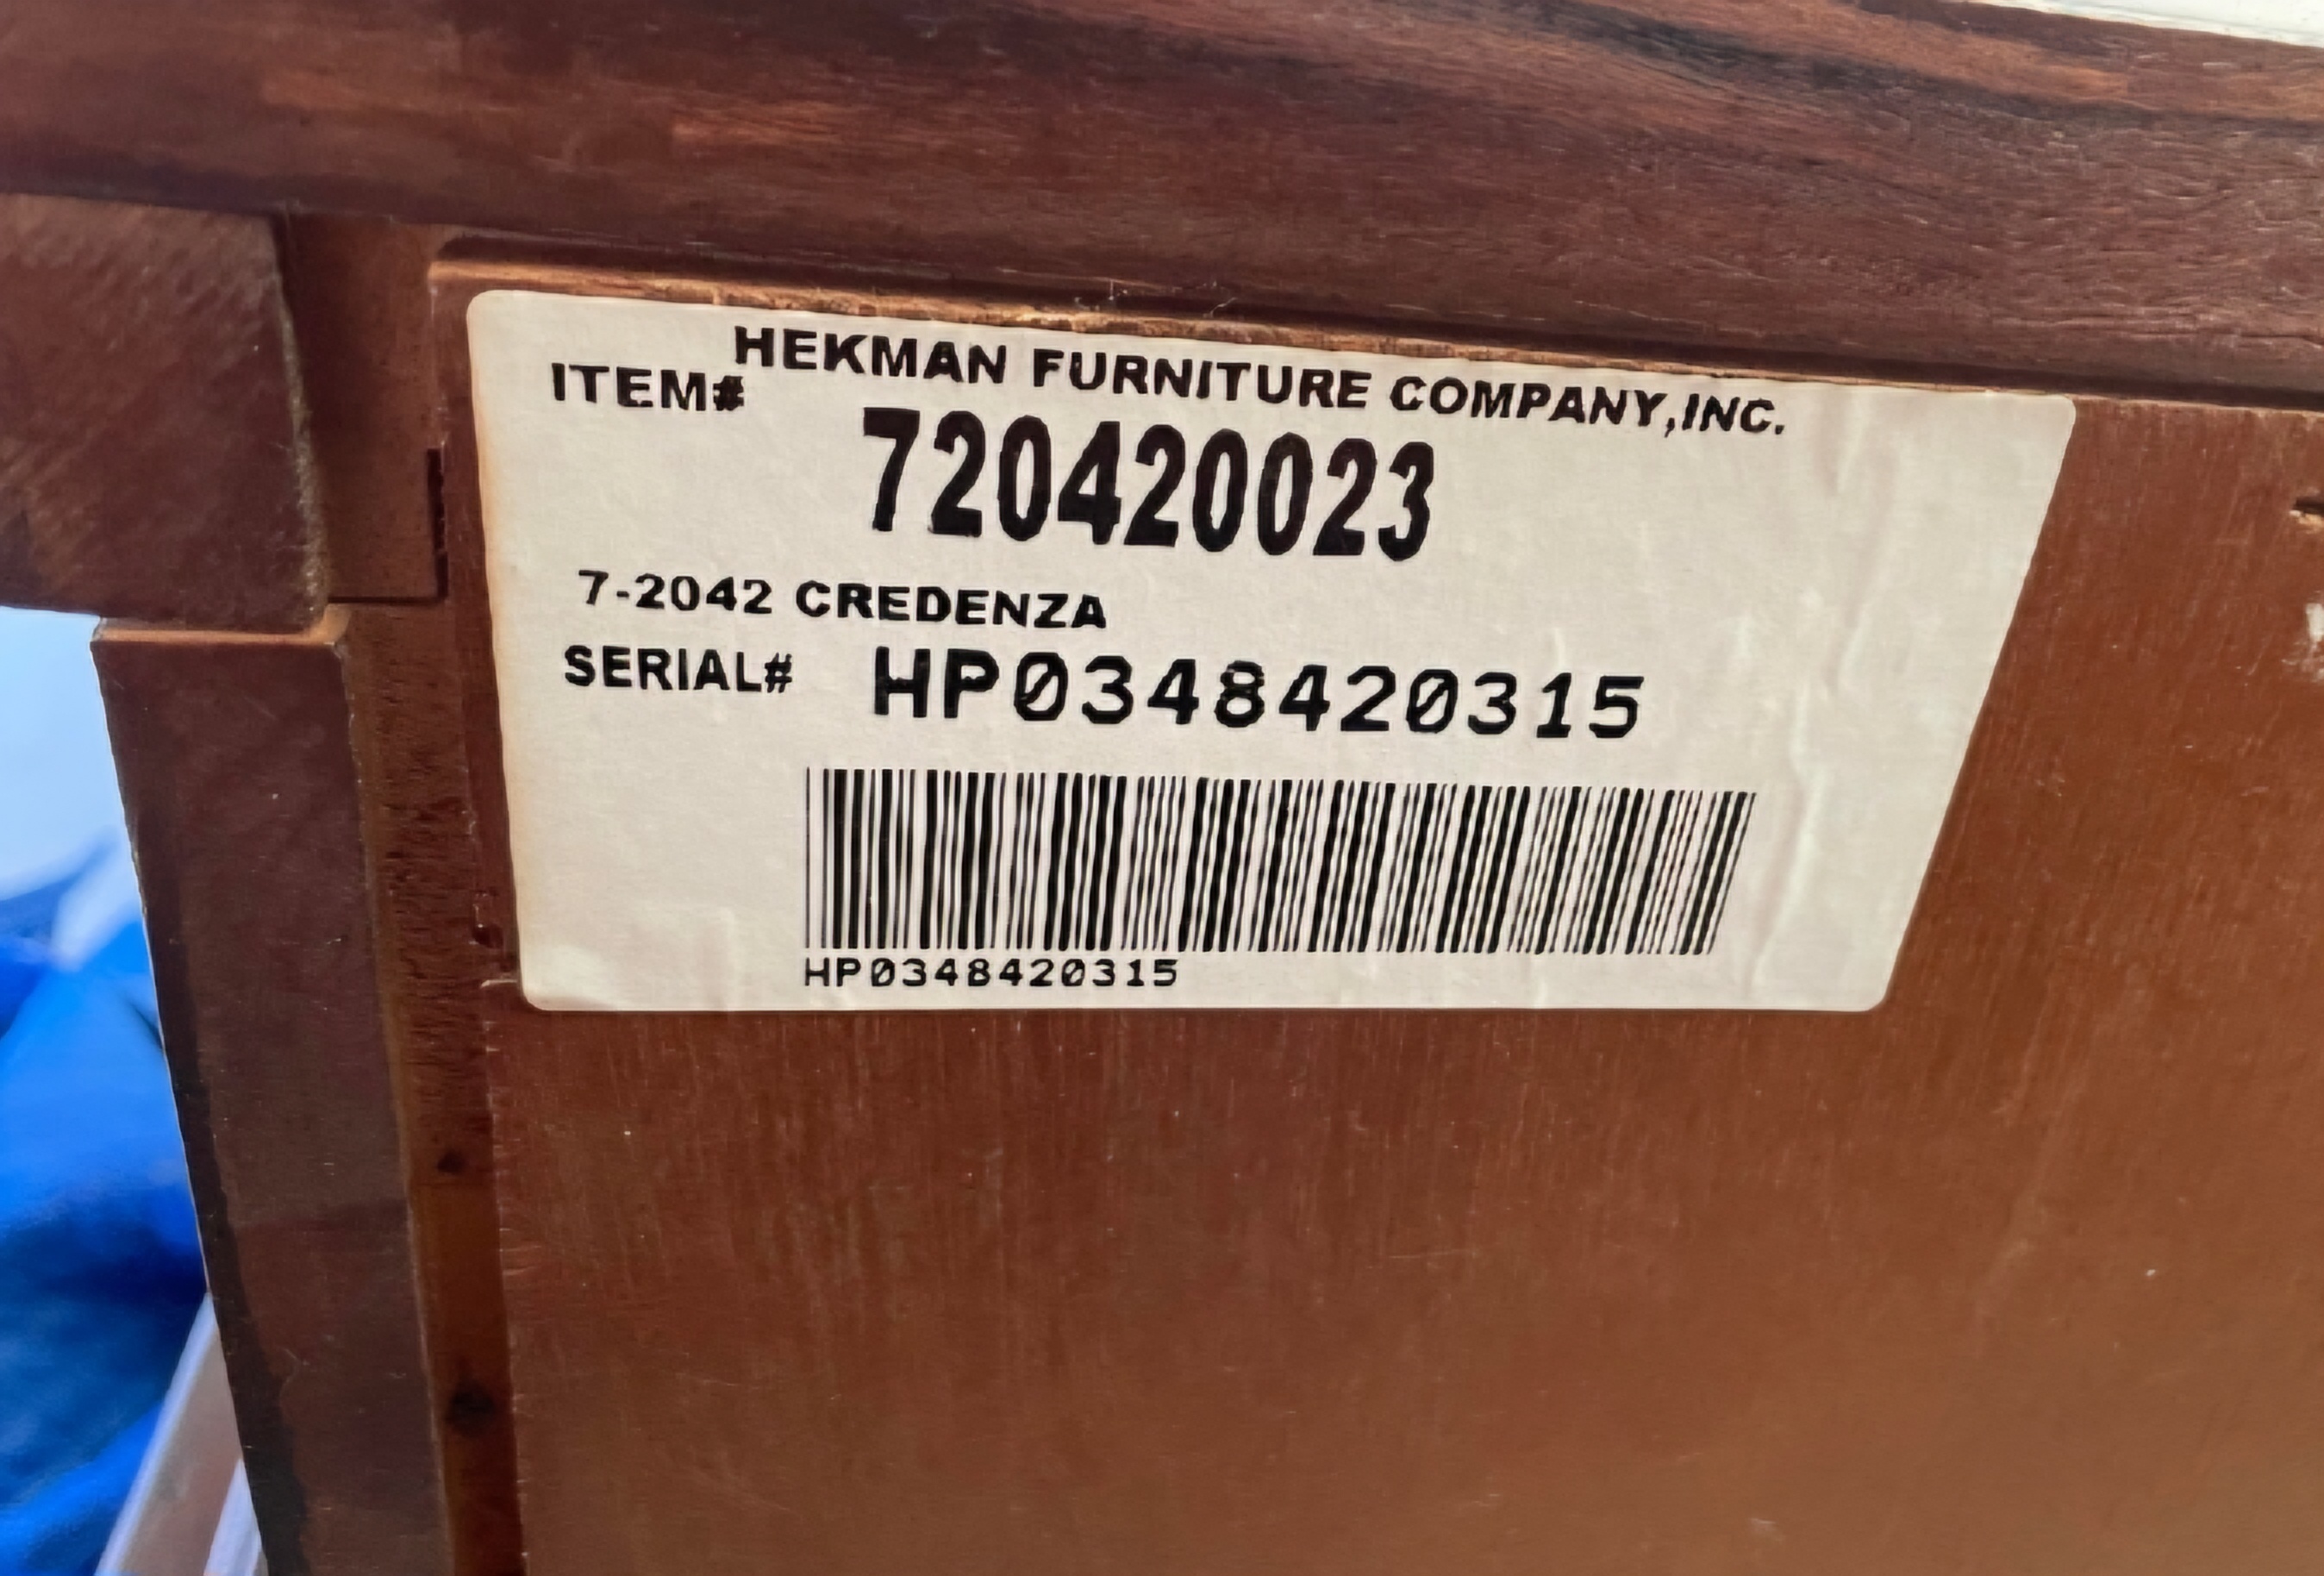 HEKMAN FURNITURE COMPANY,INC.
ITEM#
720420023
7-2042 CREDENZA
SERIAL# HP0348420315
HP0348420315